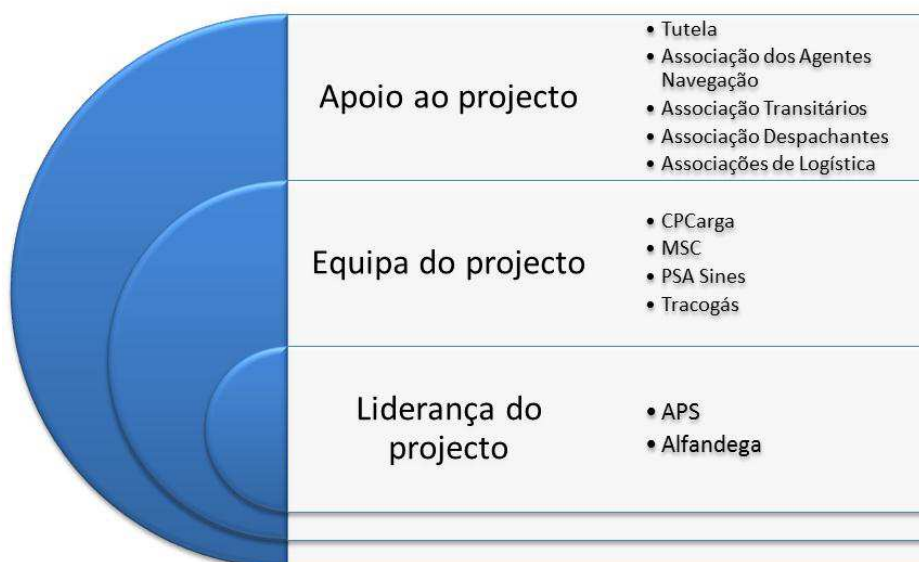 Apoio ao projecto
• Tutela
• Associação dos Agentes
Navegação
• Associação Transitários
• Associação Despachantes
• Associações de Logística
Equipa do projecto
• CPCarga
• MSC
• PSA Sines
• Tracogás
Liderança do
projecto
• APS
• Alfandega